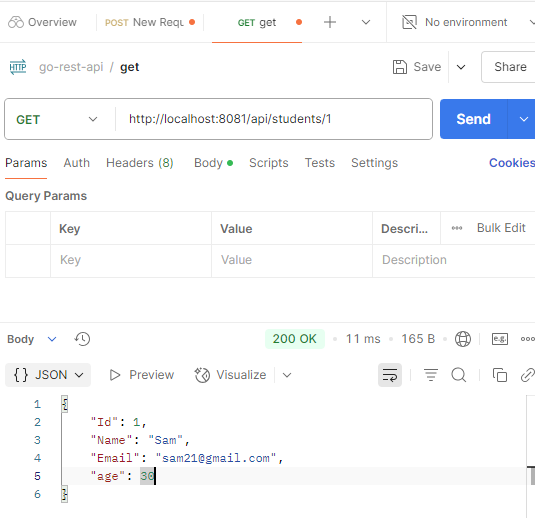 Overview POST New Requ GET get No environment
HTTP go-rest-api / get Save Share
GET http://localhost:8081/api/students/1 Send
Params Auth Headers (8) Body Scripts Tests Settings Cookies
Query Params
Key Value Descri... Bulk Edit
Key Value Description
Body 200 OK 11 ms 165 B e.g.
{} JSON Preview Visualize
1 {
2 "Id": 1,
3 "Name": "Sam",
4 "Email": "sam21@gmail.com",
5 "age": 30
6 }